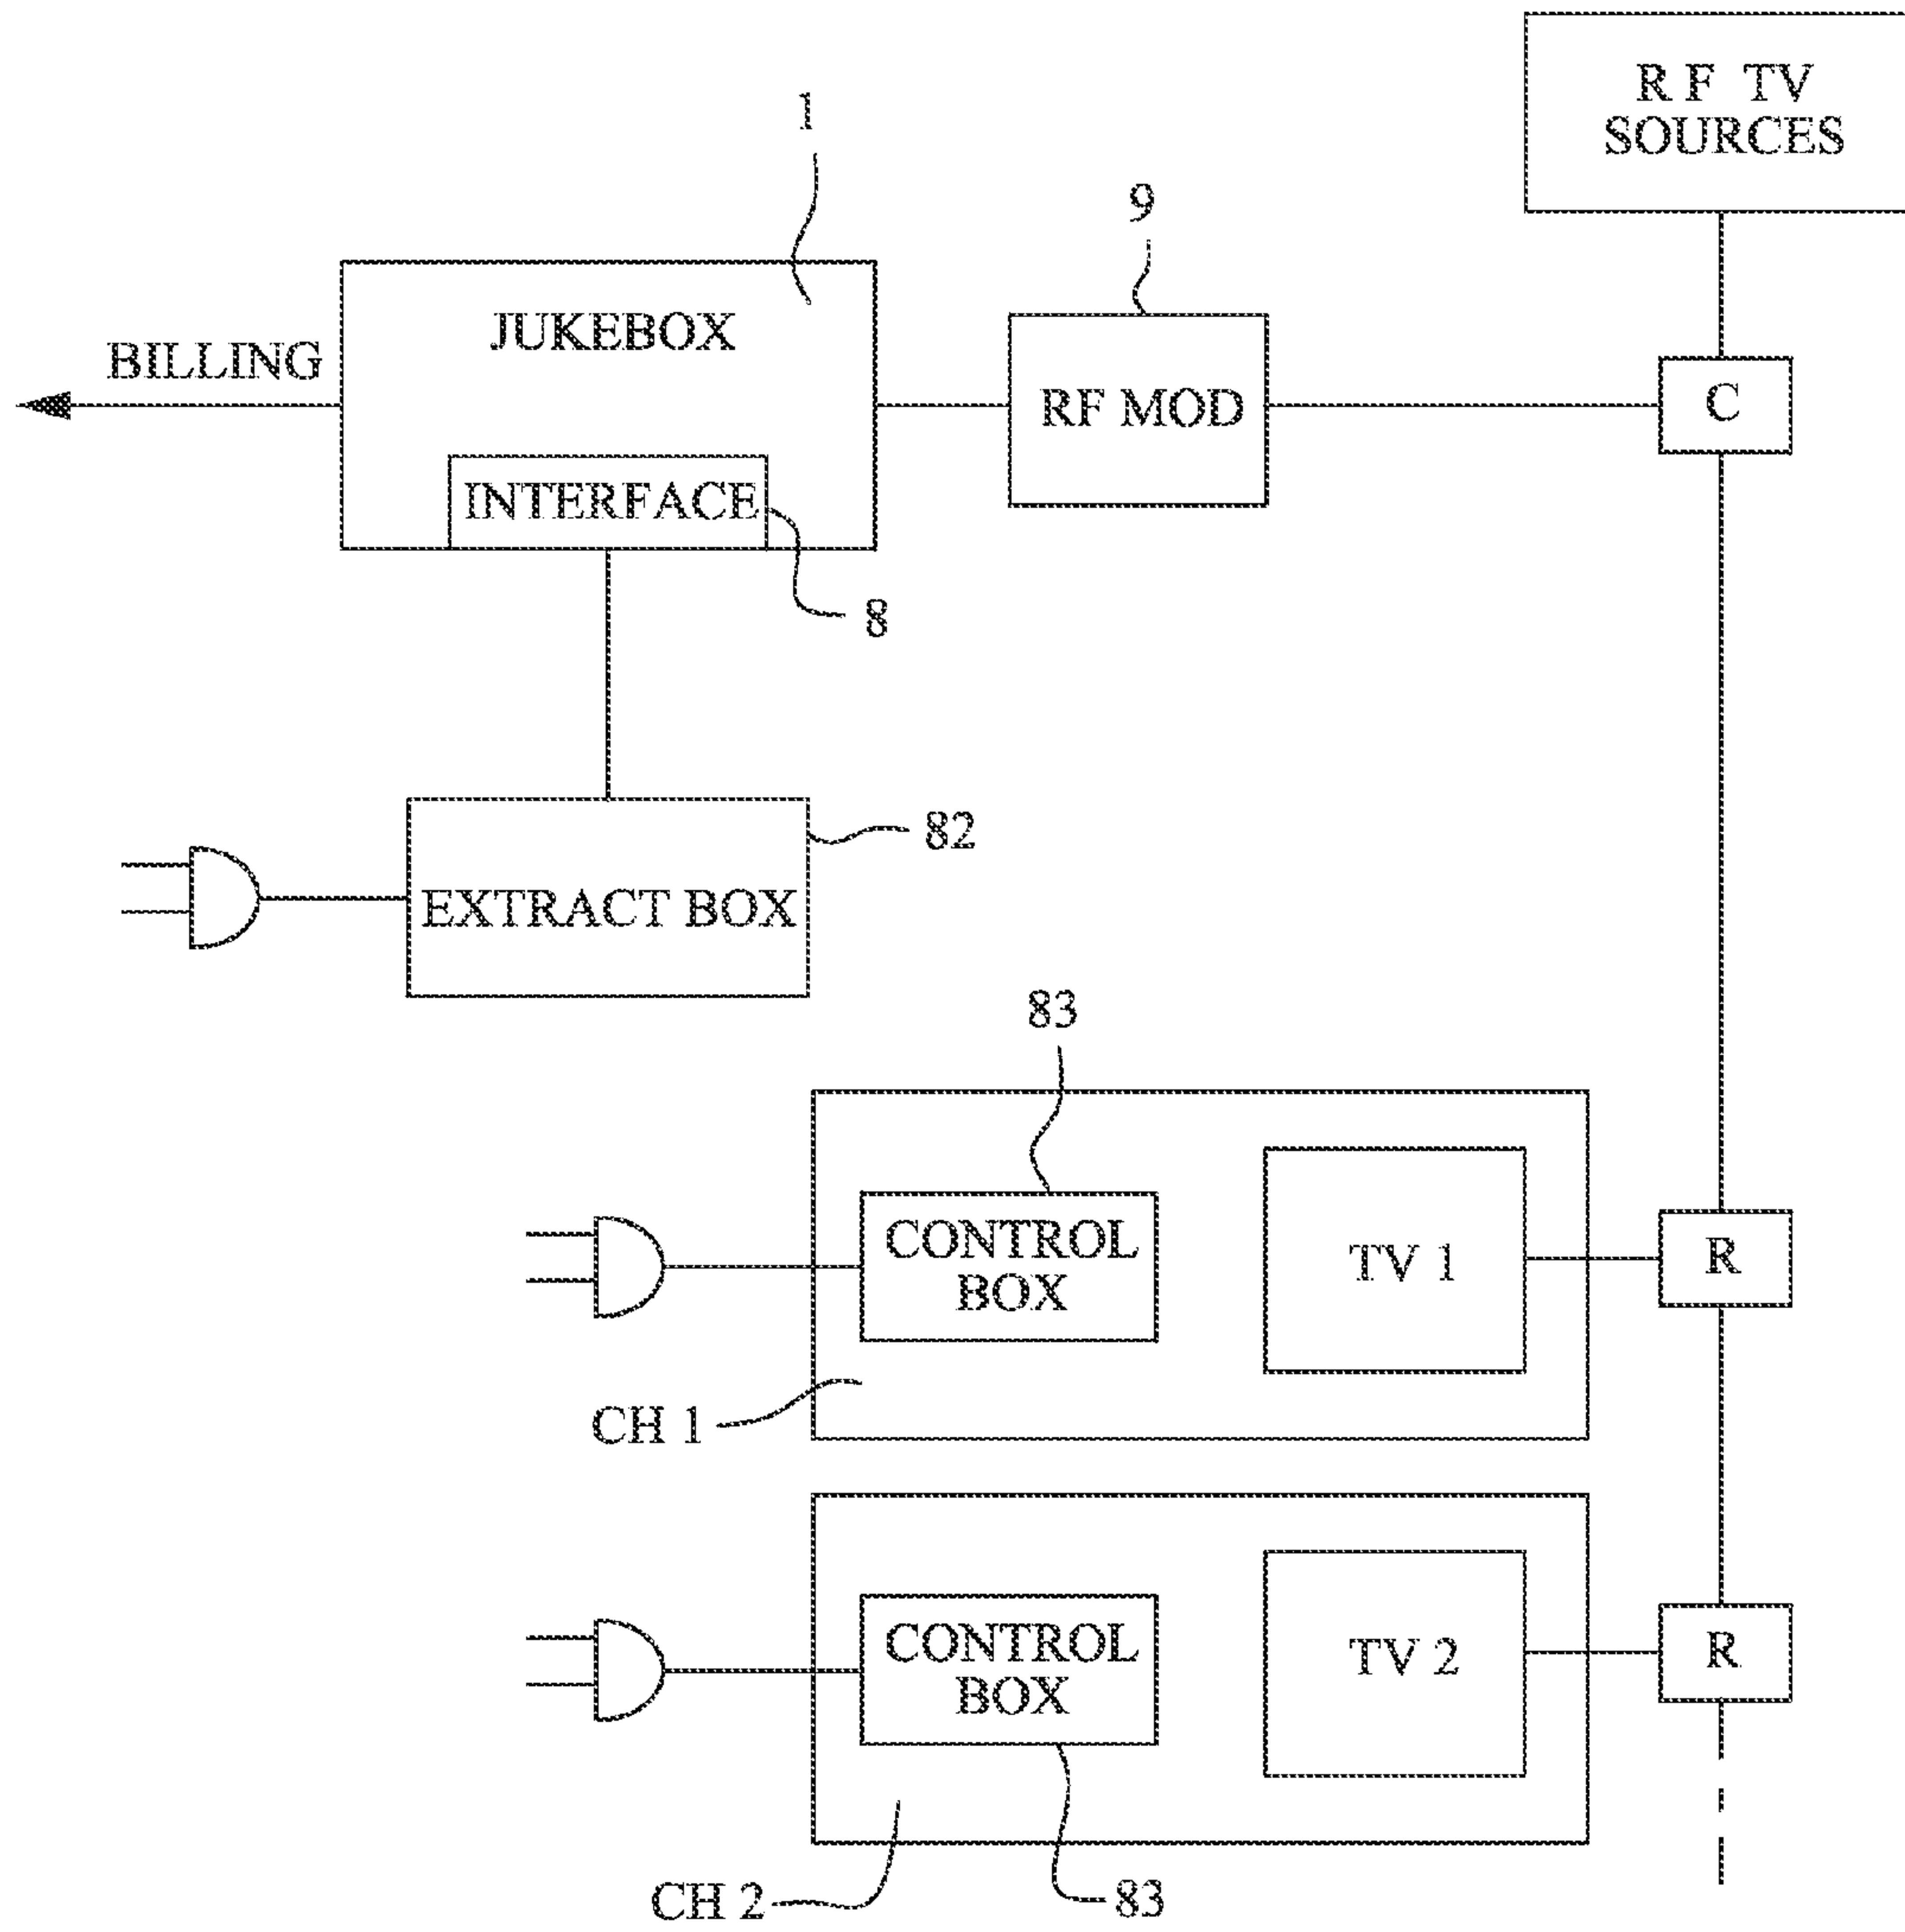 R F TV
SOURCES
1
9
JUKEBOX
BILLING
RF MOD
C
INTERFACE
8
82
EXTRACT BOX
83
CONTROL
BOX
TV 1
R
CH 1
CONTROL
BOX
TV 2
R
CH 2
83